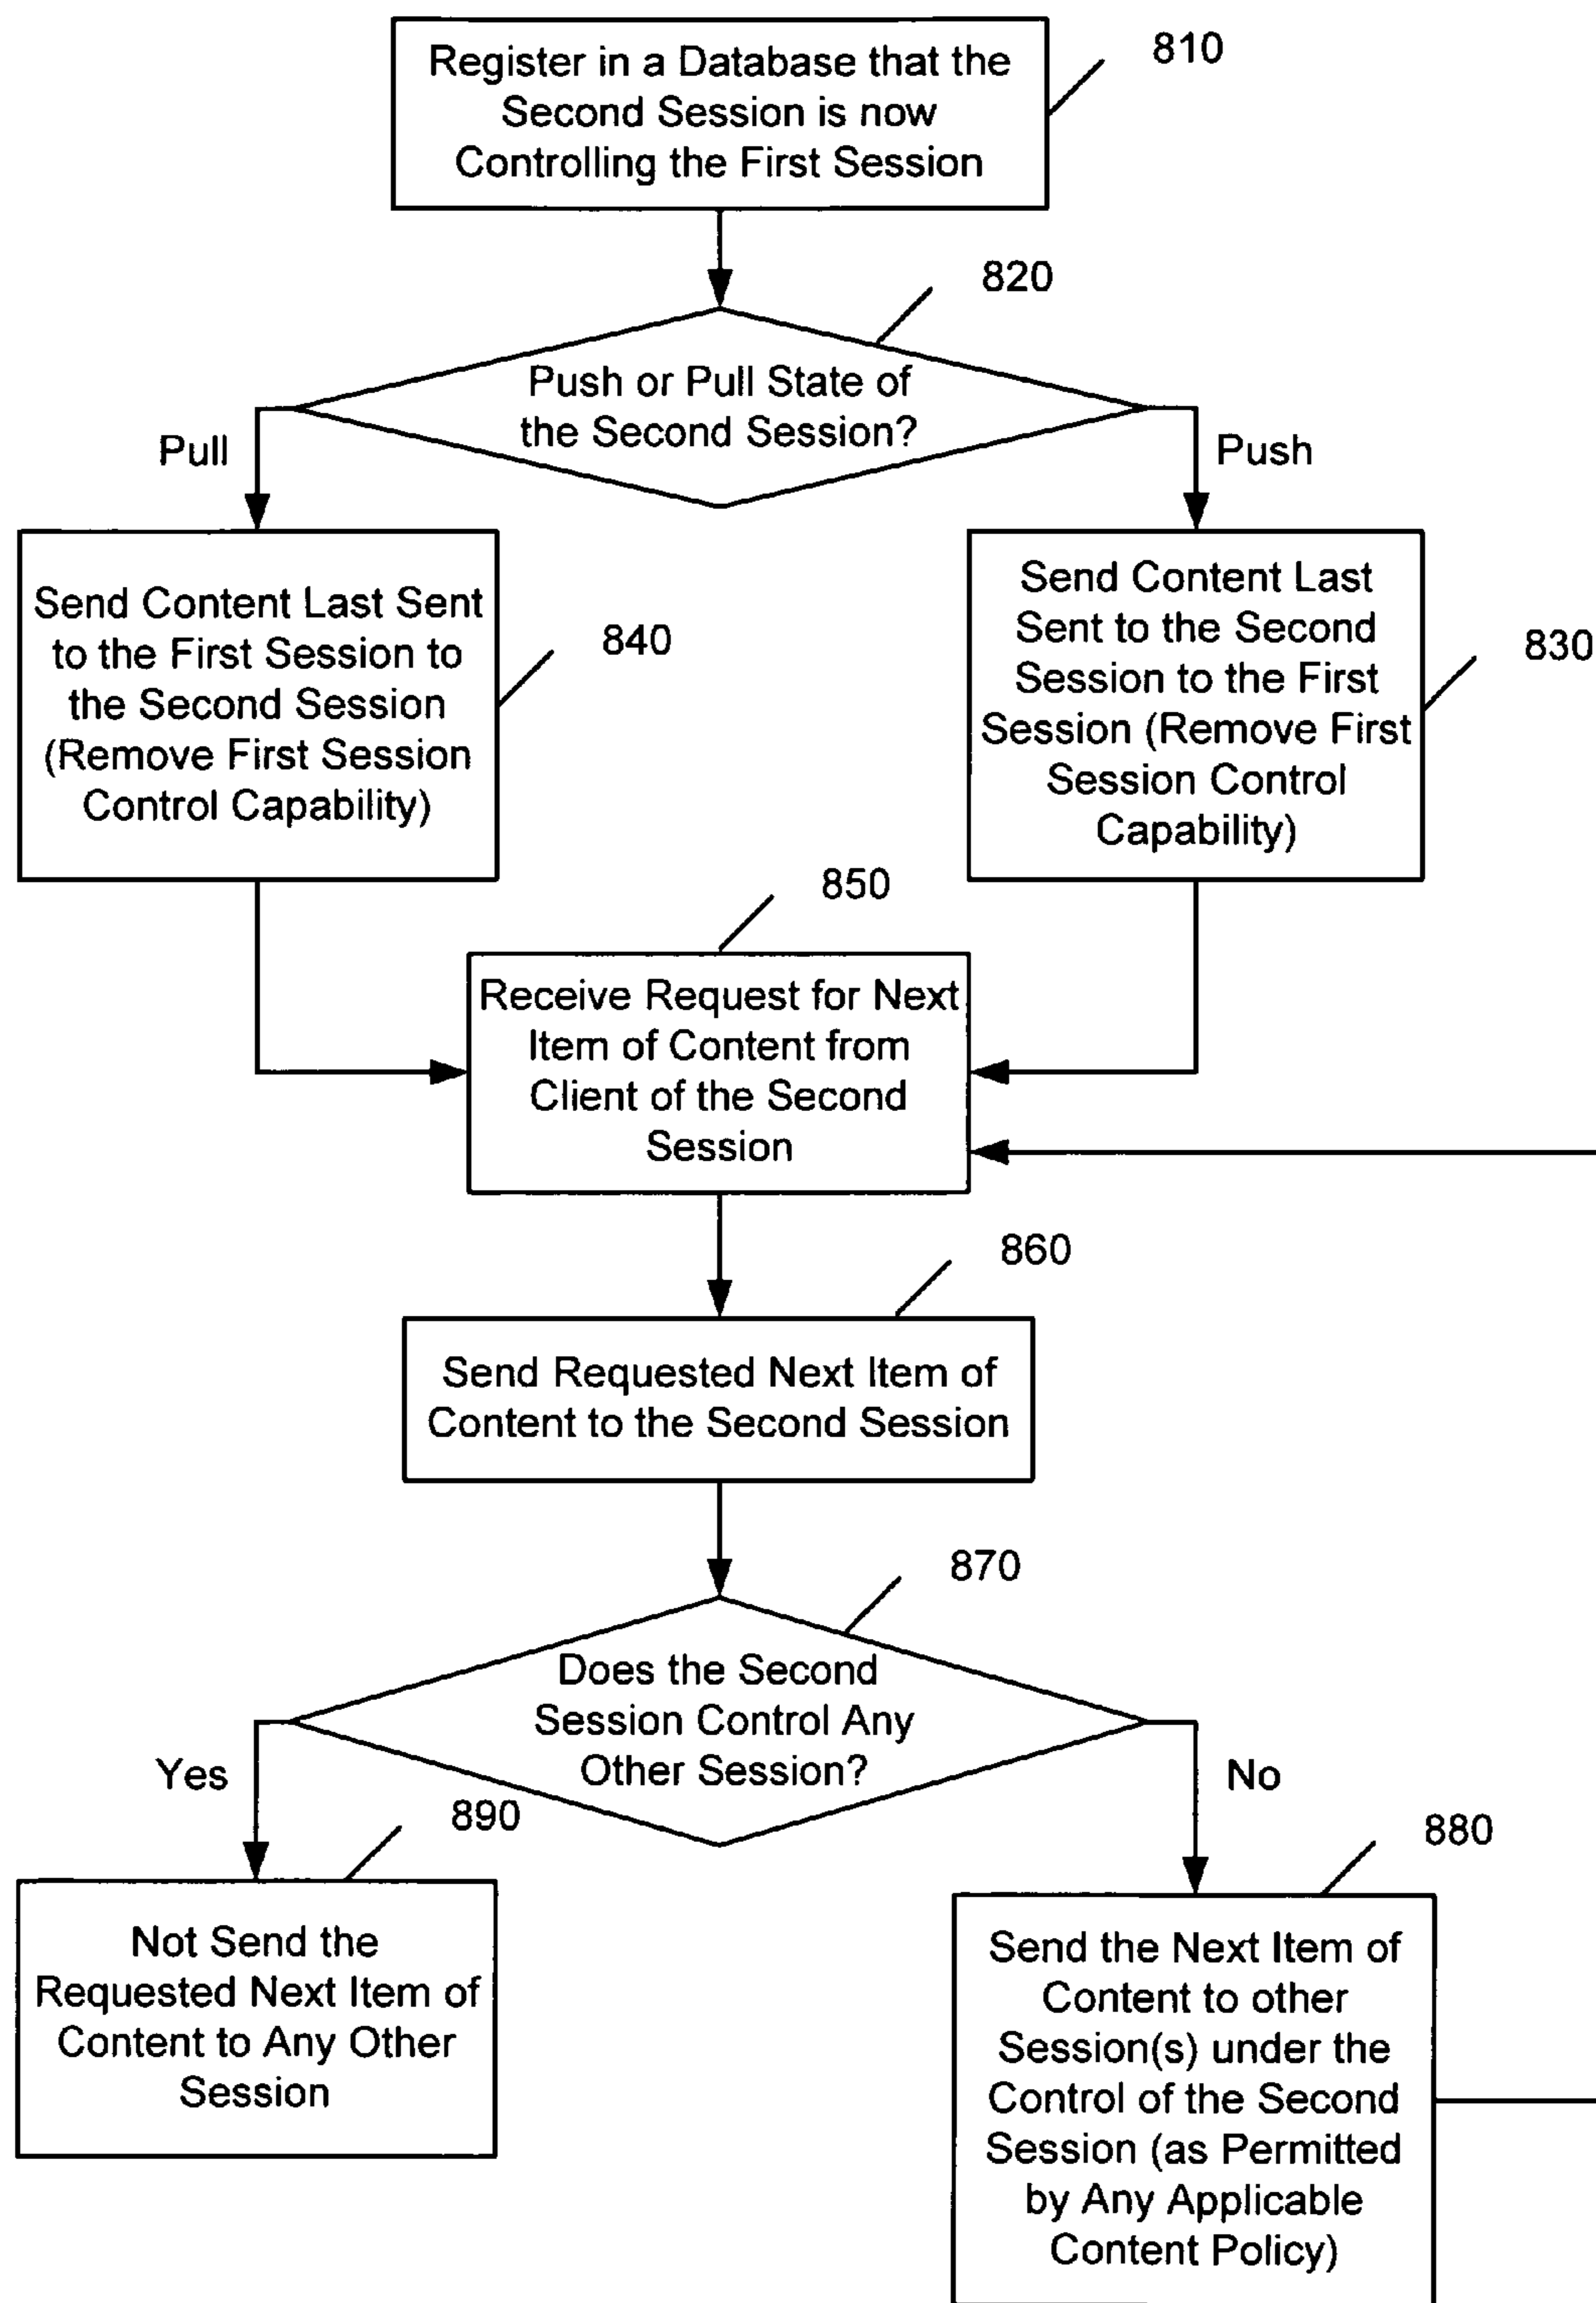 Register in a Database that the
Second Session is now
Controlling the First Session
810
820
Push or Pull State of
the Second Session?
Pull
Push
Send Content Last Sent
to the First Session to
the Second Session
(Remove First Session
Control Capability)
840
Send Content Last
Sent to the Second
Session to the First
Session (Remove First
Session Control
Capability)
830
850
Receive Request for Next
Item of Content from
Client of the Second
Session
860
Send Requested Next Item of
Content to the Second Session
870
Does the Second
Session Control Any
Other Session?
Yes
No
890
Not Send the
Requested Next Item of
Content to Any Other
Session
880
Send the Next Item of
Content to other
Session(s) under the
Control of the Second
Session (as Permitted
by Any Applicable
Content Policy)